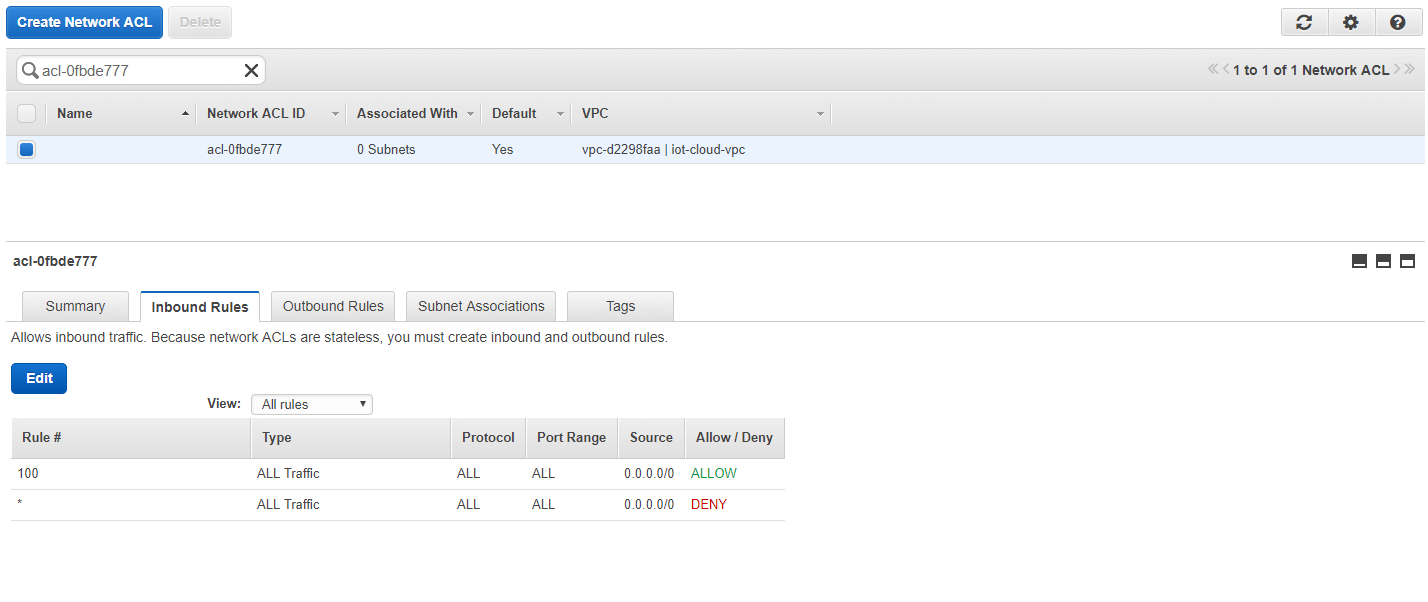 Create Network ACL Delete
acl-0fbde777 1 to 1 of 1 Network ACL
Name Network ACL ID Associated With Default VPC
acl-0fbde777 0 Subnets Yes vpc-d2298faa | iot-cloud-vpc
acl-0fbde777
Summary Inbound Rules Outbound Rules Subnet Associations Tags
Allows inbound traffic. Because network ACLs are stateless, you must create inbound and outbound rules.
Edit
View: All rules
Rule # Type Protocol Port Range Source Allow / Deny
100 ALL Traffic ALL ALL 0.0.0.0/0 ALLOW
* ALL Traffic ALL ALL 0.0.0.0/0 DENY